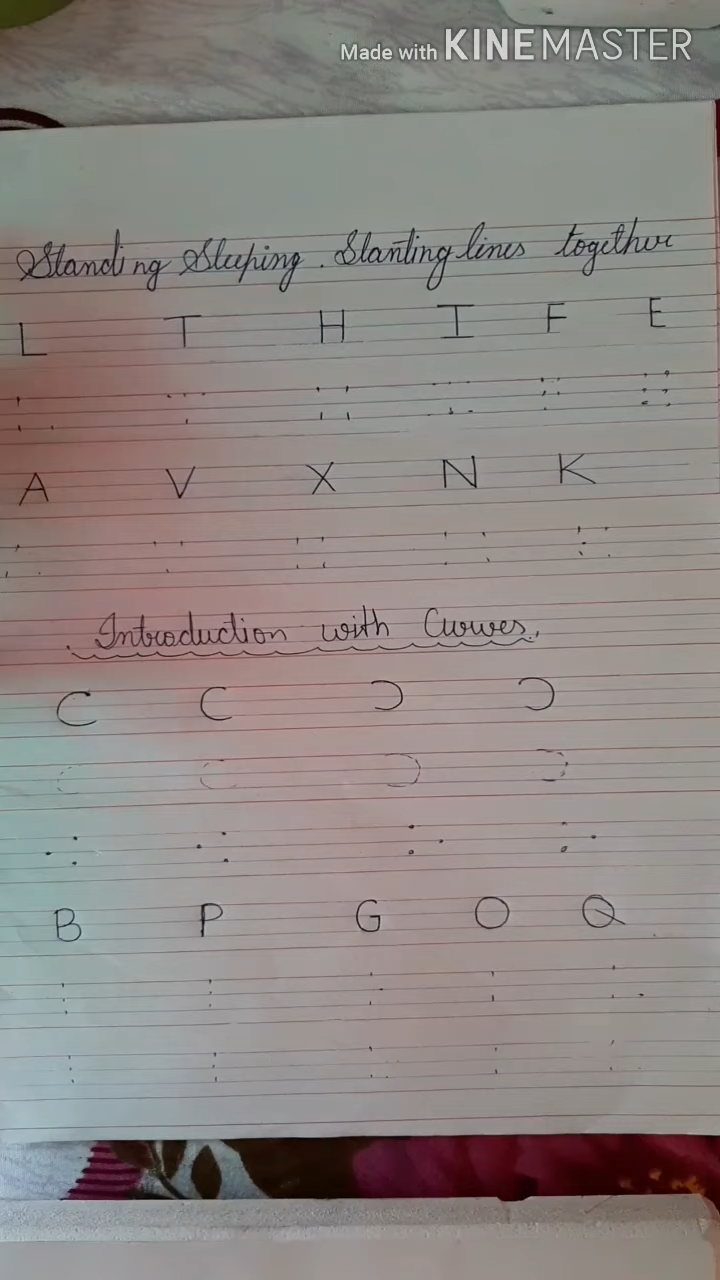 Made with KINEMASTER
Standing Sleeping. Slanting lines together
L T H I F E
A V X N K
Introduction with Curves.
C C Ɔ Ɔ
B P G O Q